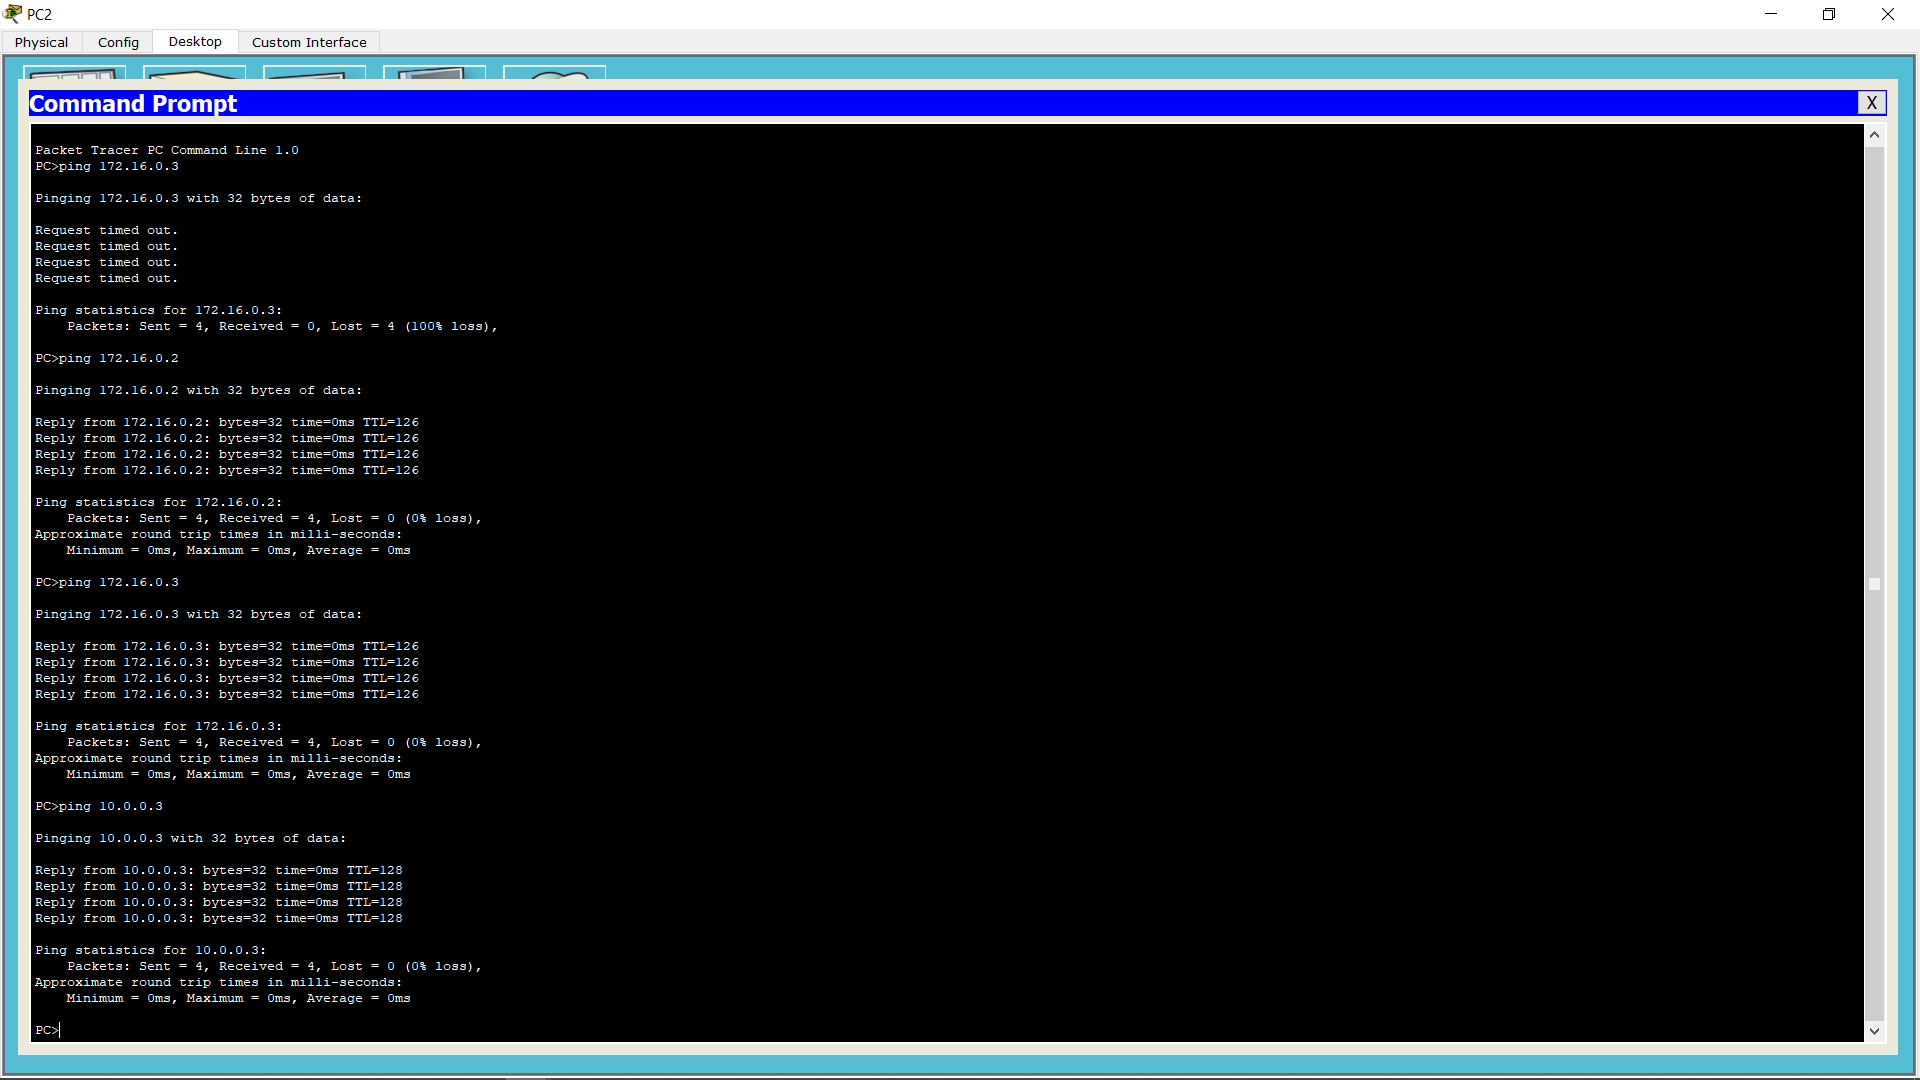 PC2
Physical Config Desktop Custom Interface
Command Prompt
X
Packet Tracer PC Command Line 1.0
PC>ping 172.16.0.3
Pinging 172.16.0.3 with 32 bytes of data:
Request timed out.
Request timed out.
Request timed out.
Request timed out.
Ping statistics for 172.16.0.3:
Packets: Sent = 4, Received = 0, Lost = 4 (100% loss),
PC>ping 172.16.0.2
Pinging 172.16.0.2 with 32 bytes of data:
Reply from 172.16.0.2: bytes=32 time=0ms TTL=126
Reply from 172.16.0.2: bytes=32 time=0ms TTL=126
Reply from 172.16.0.2: bytes=32 time=0ms TTL=126
Reply from 172.16.0.2: bytes=32 time=0ms TTL=126
Ping statistics for 172.16.0.2:
Packets: Sent = 4, Received = 4, Lost = 0 (0% loss),
Approximate round trip times in milli-seconds:
Minimum = 0ms, Maximum = 0ms, Average = 0ms
PC>ping 172.16.0.3
Pinging 172.16.0.3 with 32 bytes of data:
Reply from 172.16.0.3: bytes=32 time=0ms TTL=126
Reply from 172.16.0.3: bytes=32 time=0ms TTL=126
Reply from 172.16.0.3: bytes=32 time=0ms TTL=126
Reply from 172.16.0.3: bytes=32 time=0ms TTL=126
Ping statistics for 172.16.0.3:
Packets: Sent = 4, Received = 4, Lost = 0 (0% loss),
Approximate round trip times in milli-seconds:
Minimum = 0ms, Maximum = 0ms, Average = 0ms
PC>ping 10.0.0.3
Pinging 10.0.0.3 with 32 bytes of data:
Reply from 10.0.0.3: bytes=32 time=0ms TTL=128
Reply from 10.0.0.3: bytes=32 time=0ms TTL=128
Reply from 10.0.0.3: bytes=32 time=0ms TTL=128
Reply from 10.0.0.3: bytes=32 time=0ms TTL=128
Ping statistics for 10.0.0.3:
Packets: Sent = 4, Received = 4, Lost = 0 (0% loss),
Approximate round trip times in milli-seconds:
Minimum = 0ms, Maximum = 0ms, Average = 0ms
PC>